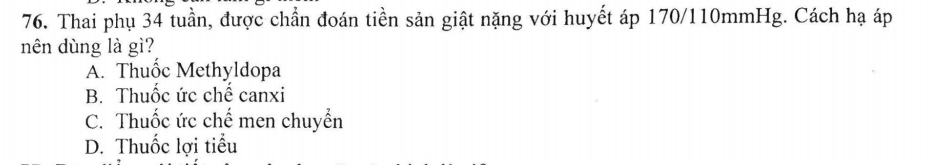 76. Thai phụ 34 tuần, được chẩn đoán tiền sản giật nặng với huyết áp 170/110mmHg. Cách hạ áp
nên dùng là gì?
A. Thuốc Methyldopa
B. Thuốc ức chế canxi
C. Thuốc ức chế men chuyển
D. Thuốc lợi tiểu